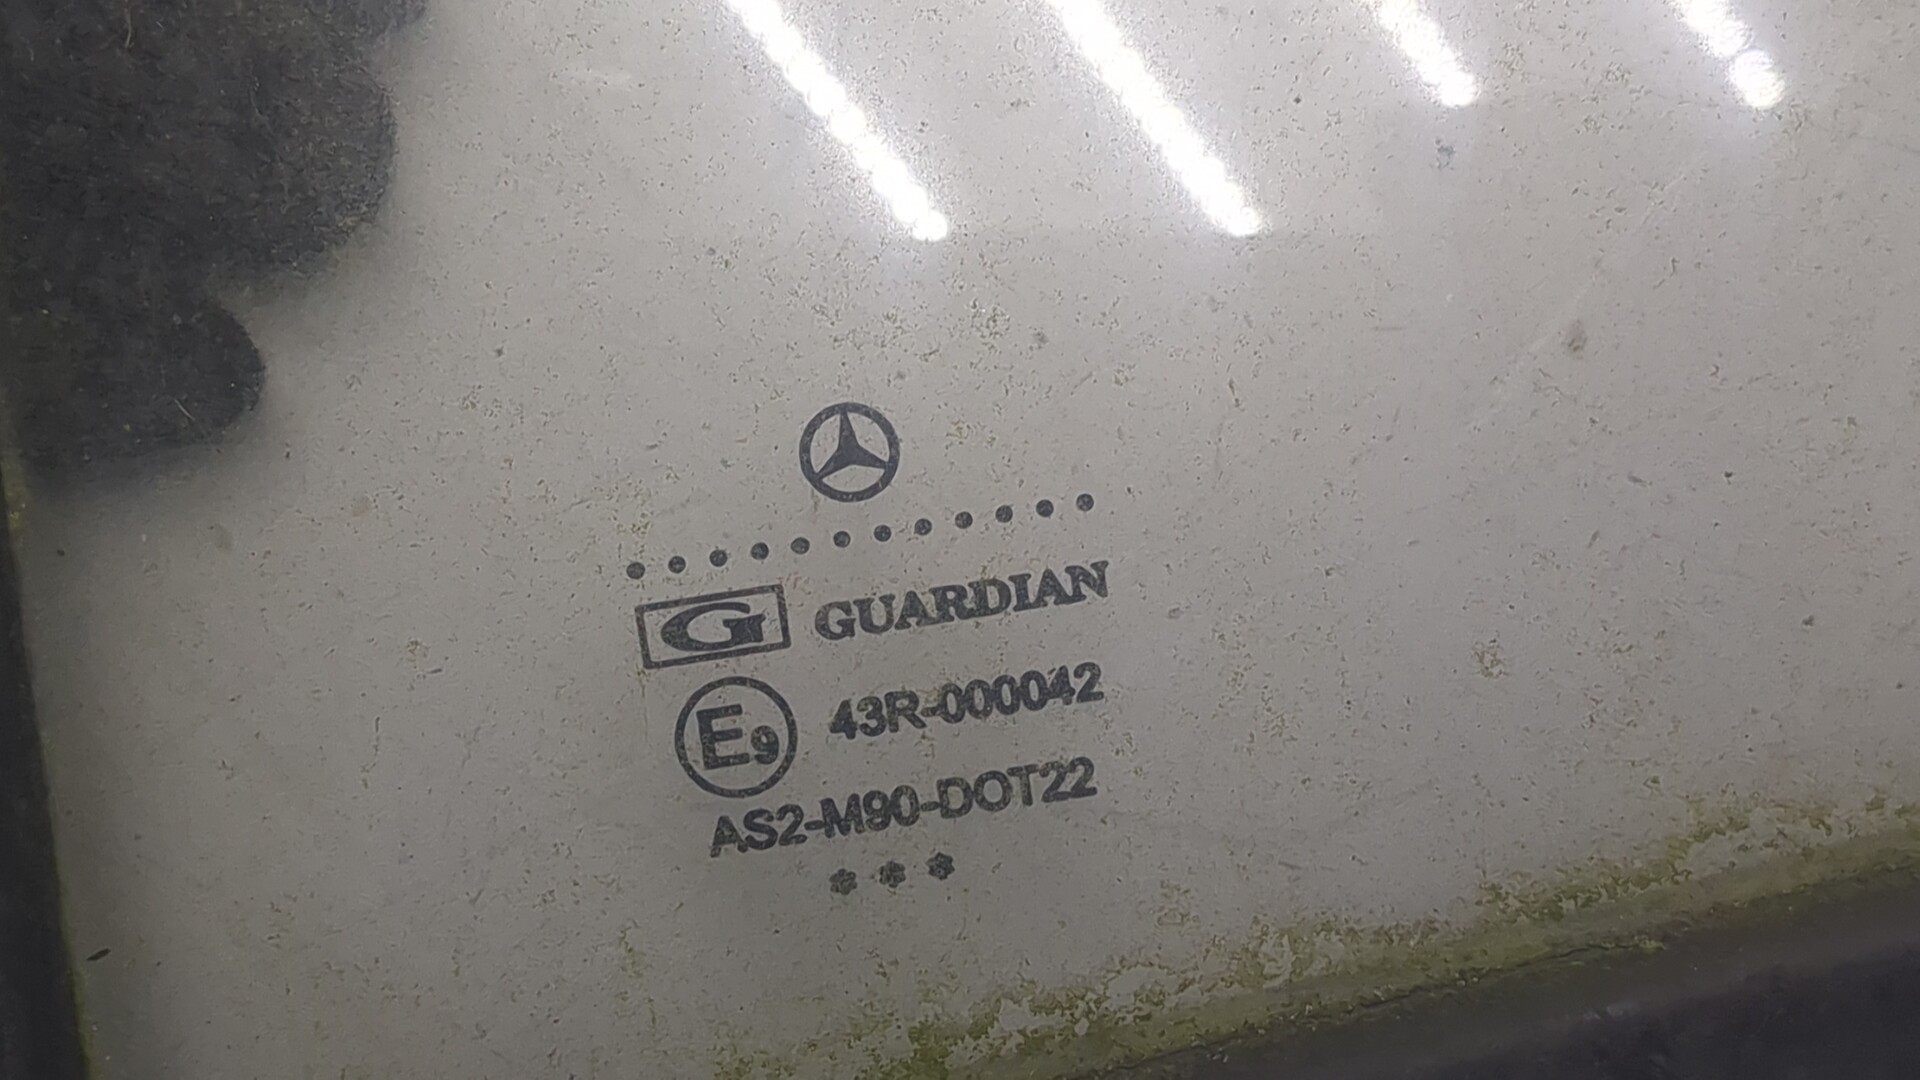 G GUARDIAN
E9 43R-000042
AS2-M90-DOT22